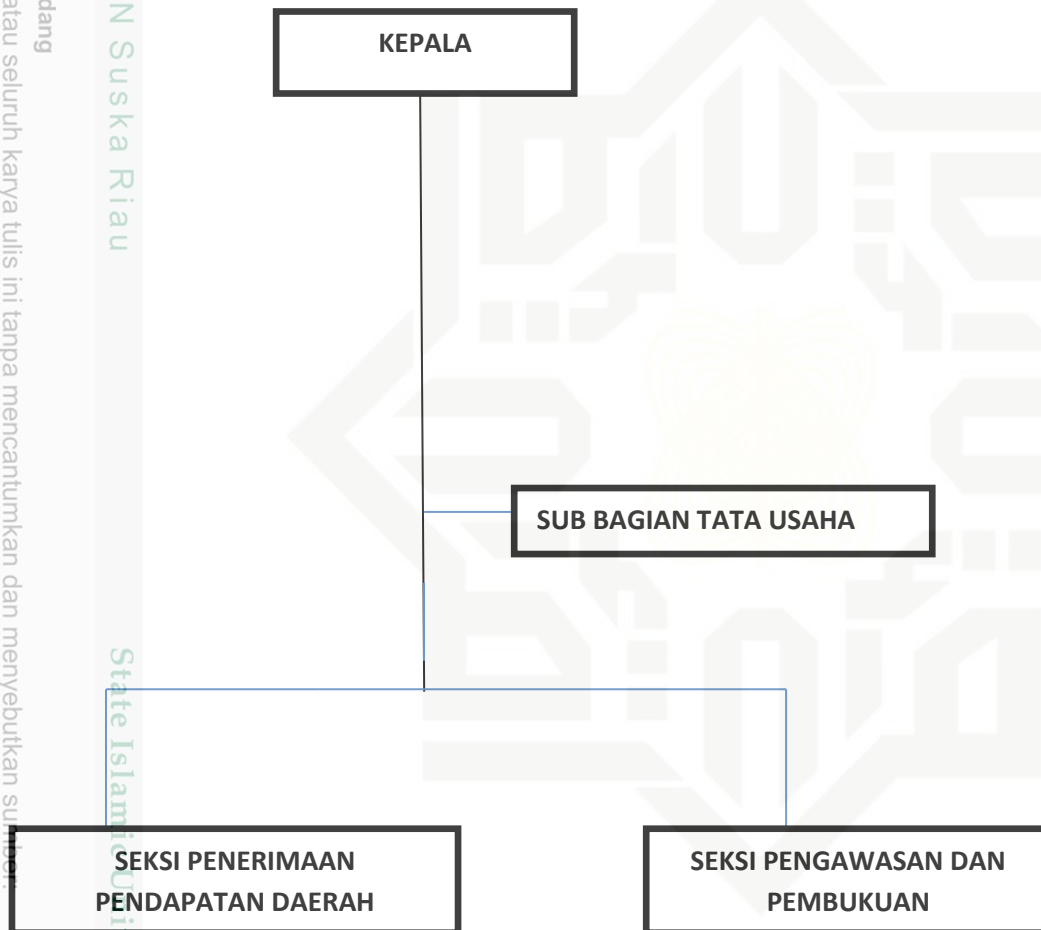 KEPALA
SUB BAGIAN TATA USAHA
SEKSI PENERIMAAN
PENDAPATAN DAERAH
SEKSI PENGAWASAN DAN
PEMBUKUAN
N Suska Riau
State Islamic Uni
dang
atau seluruh karya tulis ini tanpa mencantumkan dan menyebutkan sumber.